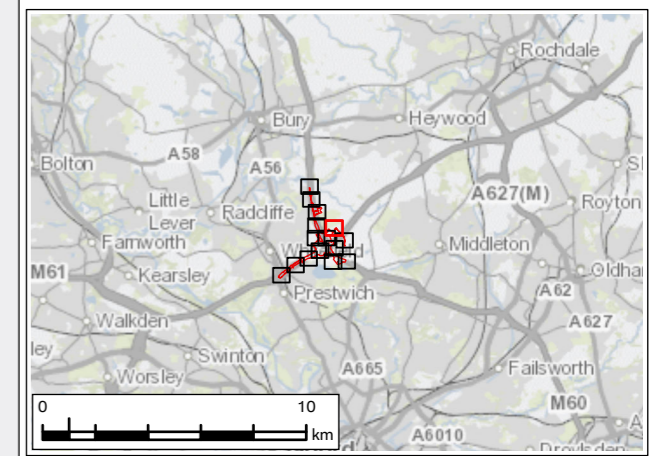 Rochdale
Bury
Heywood
A58
Bolton
A56
A627(M)
Little
Lever
Radcliffe
Royton
Farnworth
Middleton
M61
Kearsley
Prestwich
A62
Walkden
A627
ley
Swinton
Worsley
A665
Failsworth
M60
0
10
km
A6010